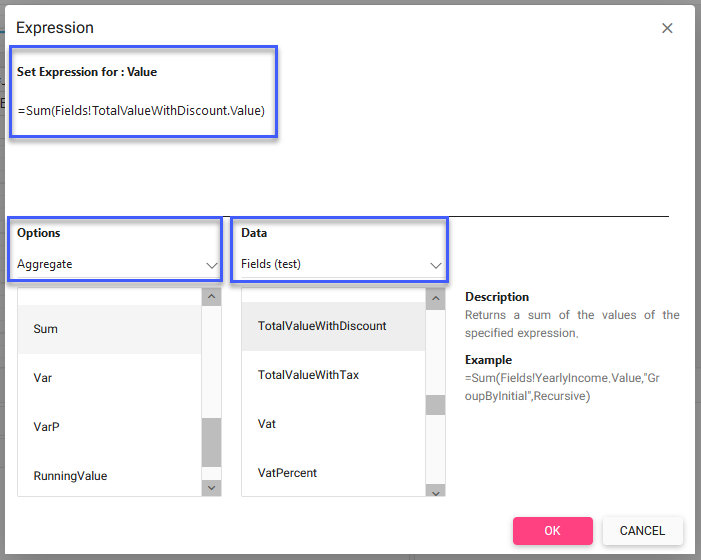 Expression
Set Expression for : Value
=Sum(Fields!TotalValueWithDiscount.Value)
Options
Aggregate
Sum
Var
VarP
RunningValue
Data
Fields (test)
TotalValueWithDiscount
TotalValueWithTax
Vat
VatPercent
Description
Returns a sum of the values of the
specified expression.
Example
=Sum(Fields!YearlyIncome.Value,"Gr
oupByInitial",Recursive)
OK
CANCEL